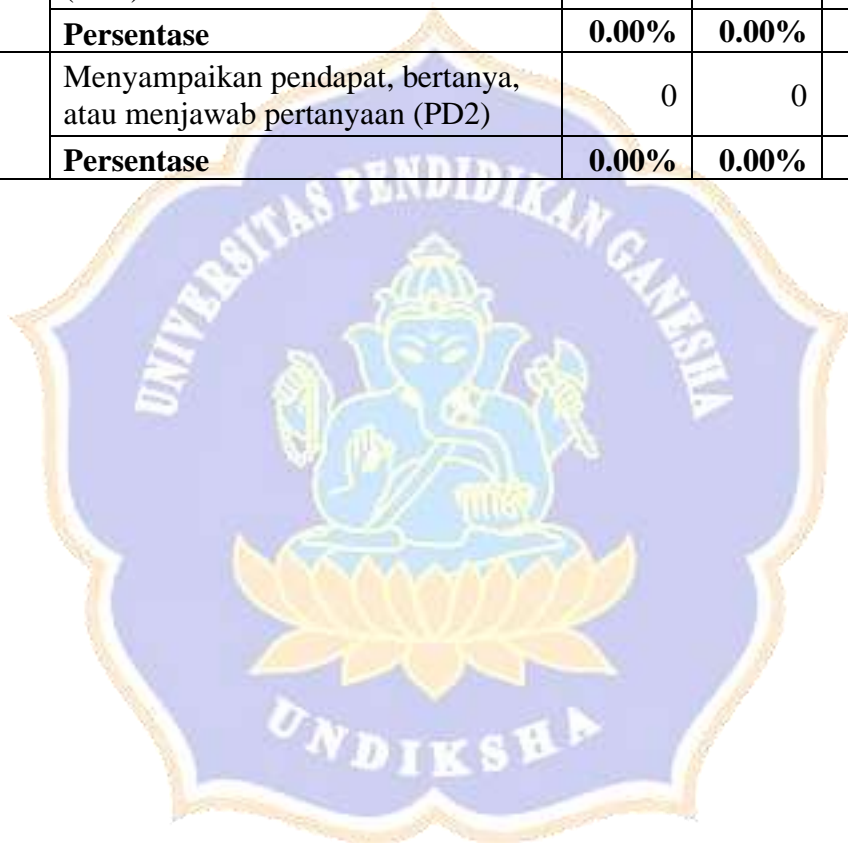 Persentase 0.00% 0.00%
Menyampaikan pendapat, bertanya,
atau menjawab pertanyaan (PD2) 0 0
Persentase 0.00% 0.00%
UNIVERSITAS PENDIDIKAN GANESHA
UNDIKSHA